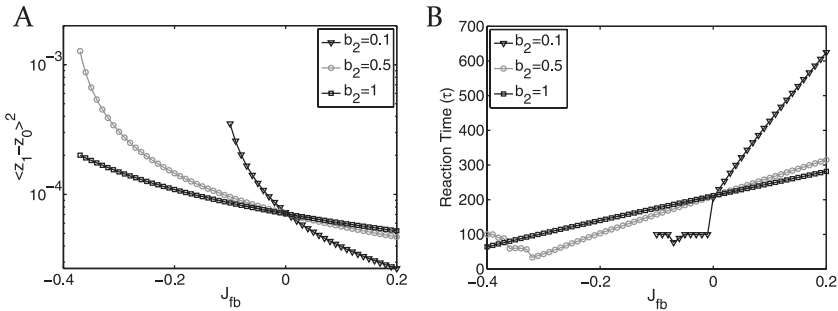 A
b₂=0.1
b₂=0.5
b₂=1
10⁻³
10⁻⁴
<z₁-z₀>²
-0.4
-0.2
0
0.2
J_fb
B
b₂=0.1
b₂=0.5
b₂=1
700
600
500
400
300
200
100
0
Reaction Time (τ)
-0.4
-0.2
0
0.2
J_fb